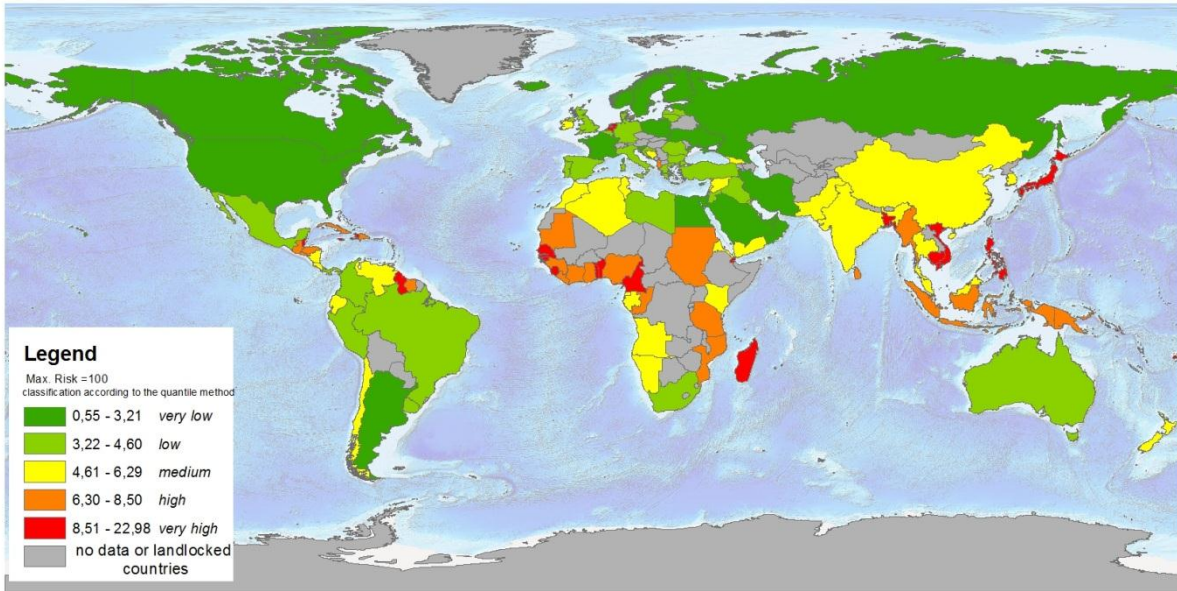 Legend
Max. Risk =100
classification according to the quantile method
0,55 - 3,21 very low
3,22 - 4,60 low
4,61 - 6,29 medium
6,30 - 8,50 high
8,51 - 22,98 very high
no data or landlocked
countries